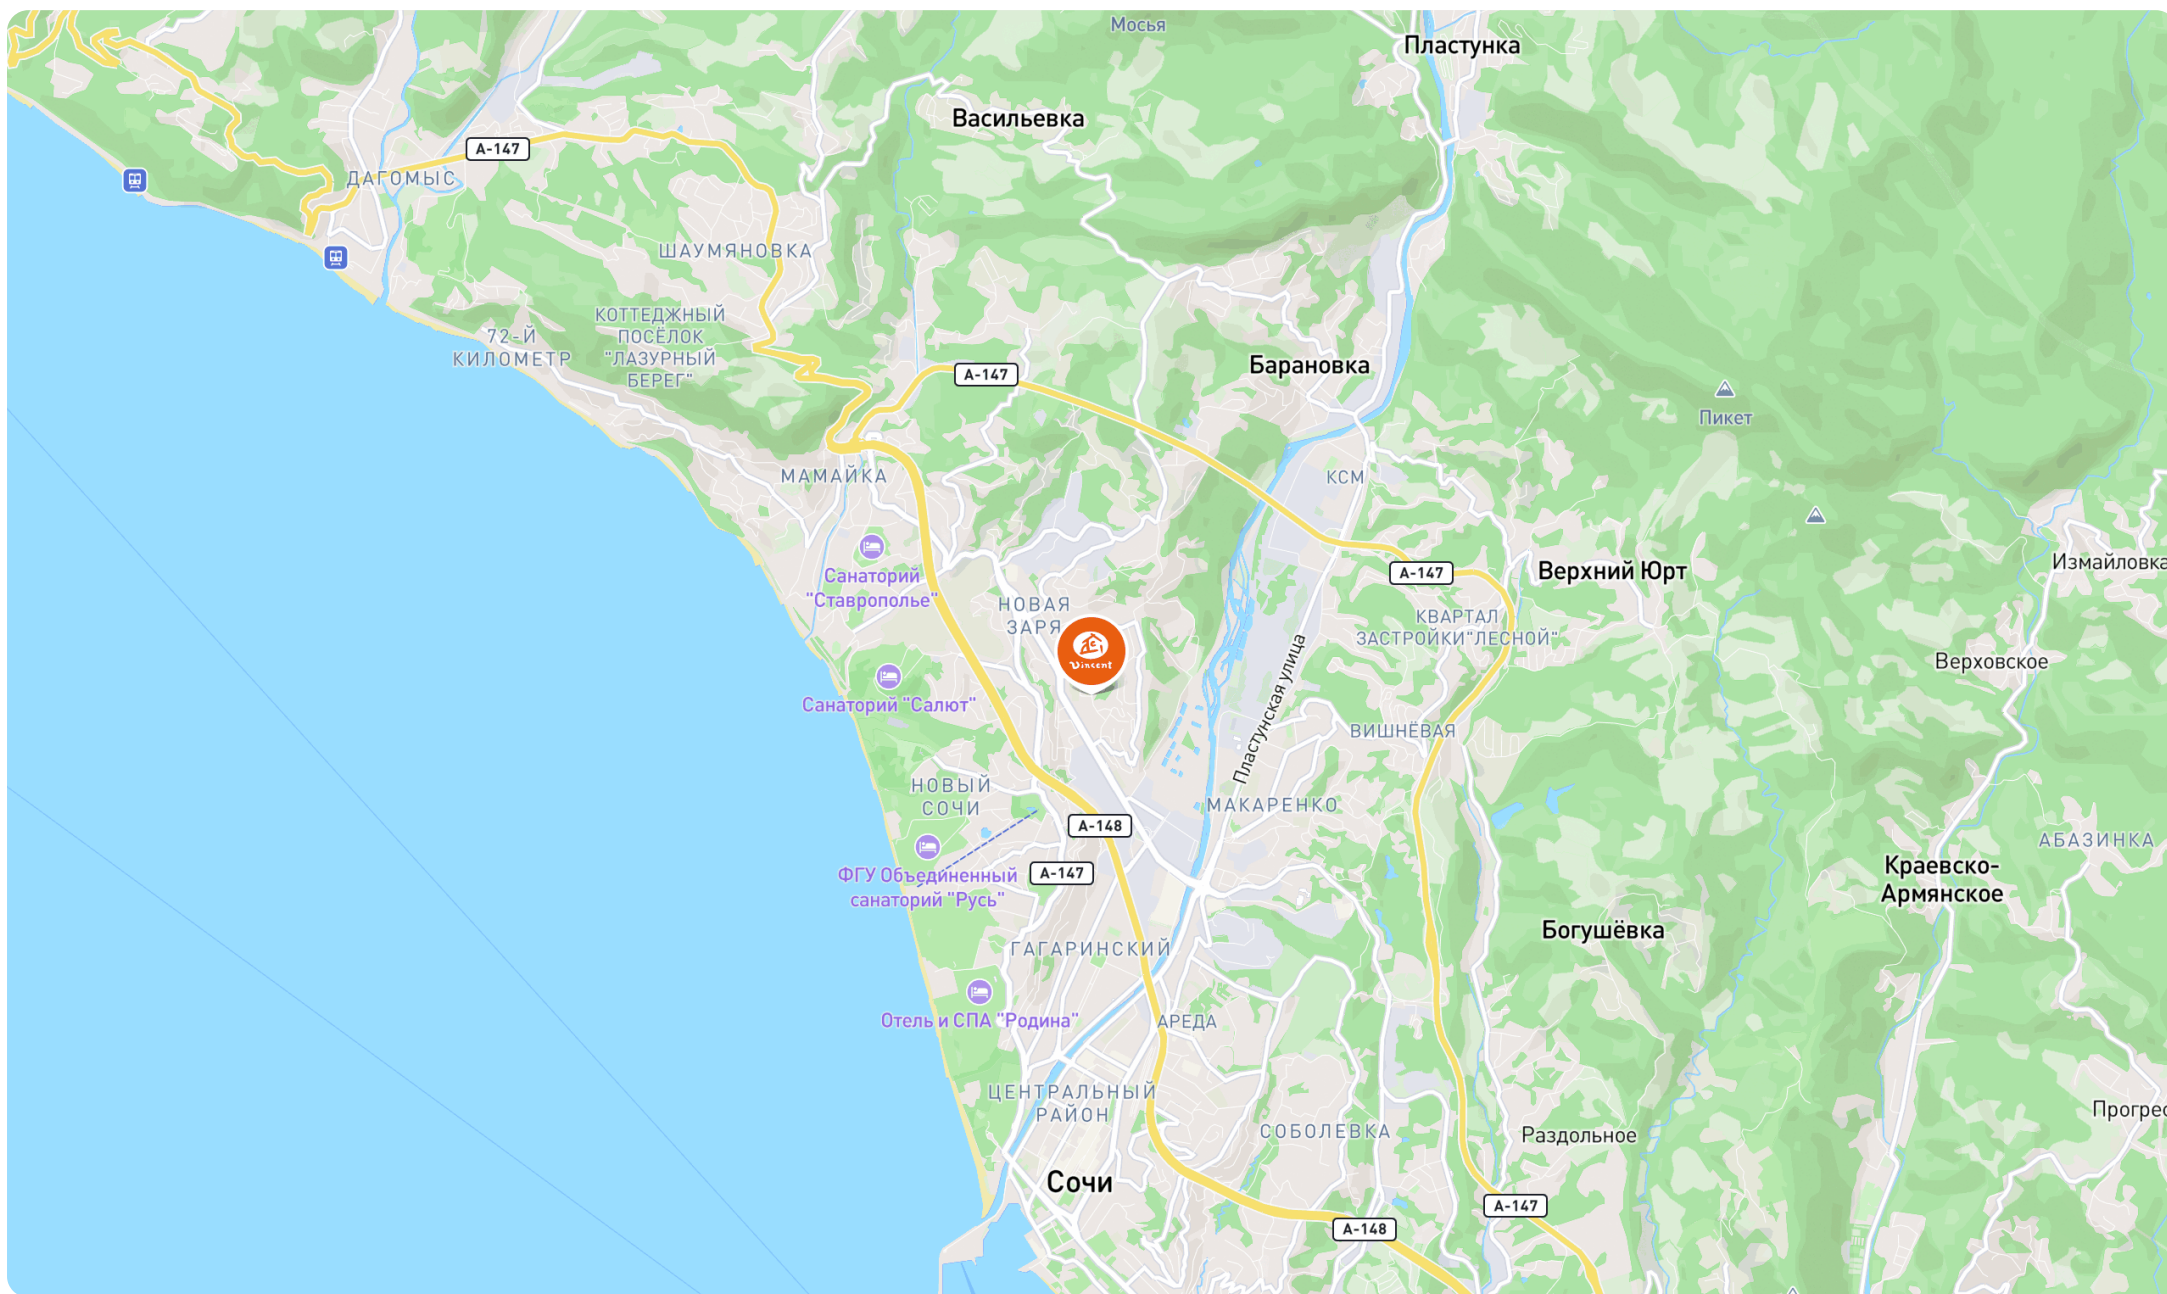 Мосья
Пластунка
Васильевка
А-147
ДАГОМЫС
ШАУМЯНОВКА
КОТТЕДЖНЫЙ
ПОСЁЛОК
"ЛАЗУРНЫЙ
БЕРЕГ"
72-Й
КИЛОМЕТР
А-147
Барановка
Пикет
МАМАЙКА
КСМ
Санаторий
"Ставрополье"
А-147
Верхний Юрт
Измайловка
НОВАЯ
ЗАРЯ
Vincent
КВАРТАЛ
ЗАСТРОЙКИ"ЛЕСНОЙ"
Верховское
Санаторий "Салют"
Пластунская улица
ВИШНЁВАЯ
НОВЫЙ
СОЧИ
МАКАРЕНКО
А-148
АБАЗИНКА
А-147
ФГУ Объединенный
санаторий "Русь"
Краевско-
Армянское
Богушёвка
ГАГАРИНСКИЙ
Отель и СПА "Родина"
АРЕДА
ЦЕНТРАЛЬНЫЙ
РАЙОН
СОБОЛЕВКА
Раздольное
Прогрес
Сочи
А-147
А-148